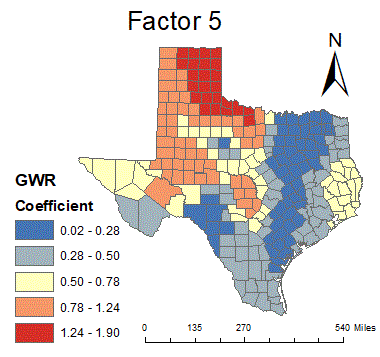 Factor 5
N
GWR
Coefficient
0.02 - 0.28
0.28 - 0.50
0.50 - 0.78
0.78 - 1.24
1.24 - 1.90
0 135 270 540 Miles